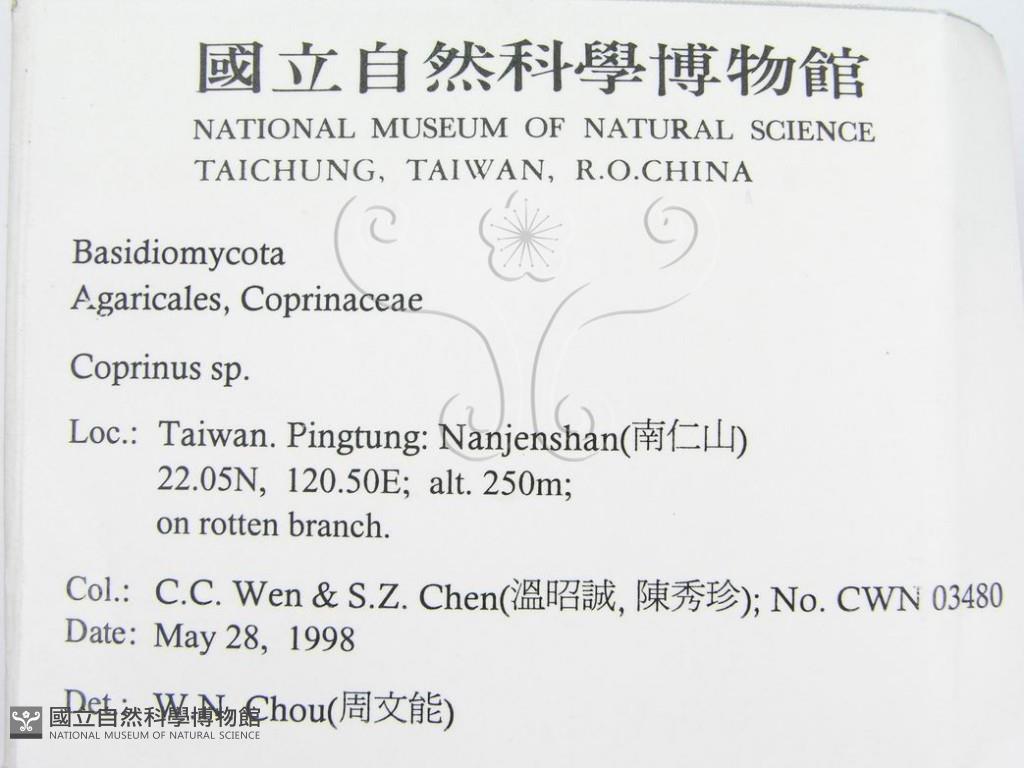 國立自然科學博物館
NATIONAL MUSEUM OF NATURAL SCIENCE
TAICHUNG, TAIWAN, R.O.CHINA
Basidiomycota
Agaricales, Coprinaceae
Coprinus sp.
Loc.: Taiwan. Pingtung: Nanjenshan(南仁山)
22.05N, 120.50E; alt. 250m;
on rotten branch.
Col.: C.C. Wen & S.Z. Chen(溫昭誠, 陳秀珍); No. CWN 03480
Date: May 28, 1998
Det.: W.N. Chou(周文能)
國立自然科學博物館
NATIONAL MUSEUM OF NATURAL SCIENCE